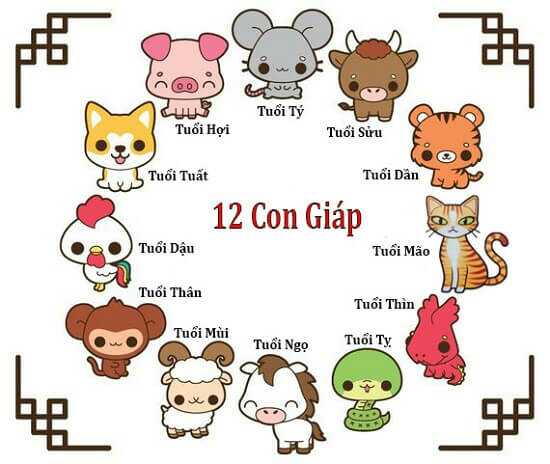 Tuổi Tý
Tuổi Hợi
Tuổi Sửu
Tuổi Tuất
Tuổi Dần
12 Con Giáp
Tuổi Dậu
Tuổi Mão
Tuổi Thân
Tuổi Thìn
Tuổi Mùi
Tuổi Ngọ
Tuổi Tỵ